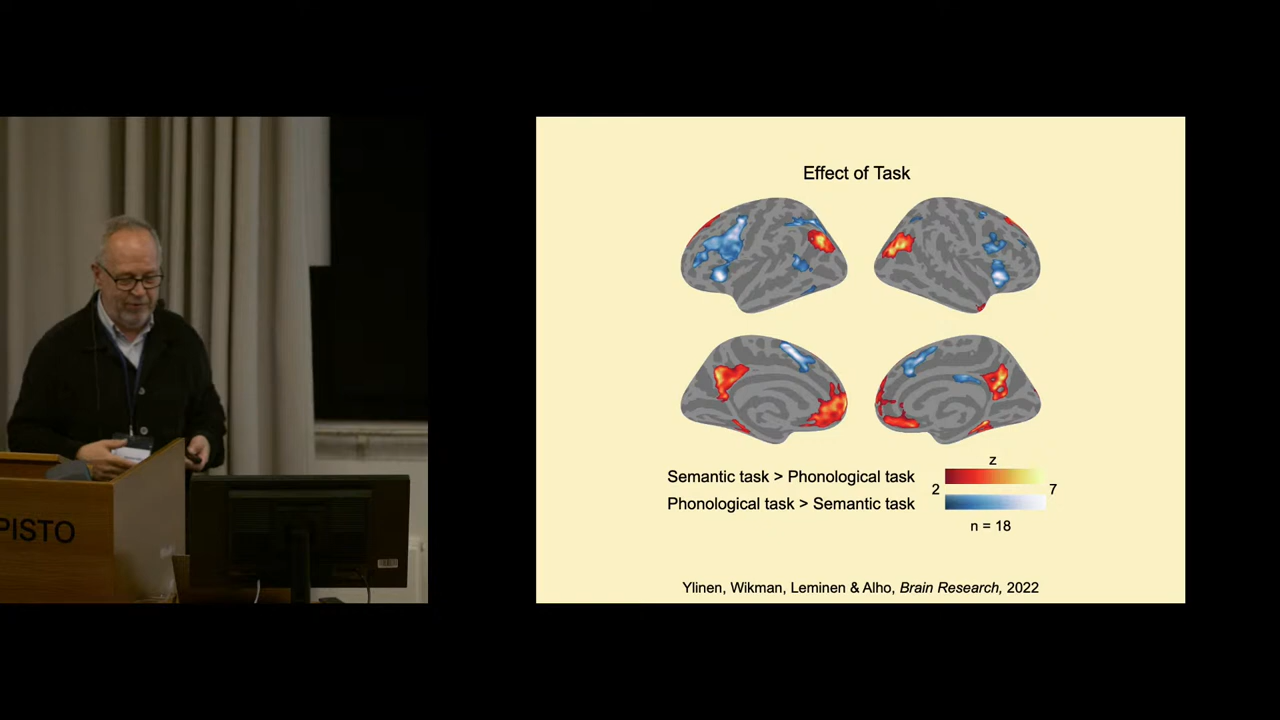 PISTO
Effect of Task
z
Semantic task > Phonological task
2 7
Phonological task > Semantic task
n = 18
Ylinen, Wikman, Leminen & Alho, Brain Research, 2022